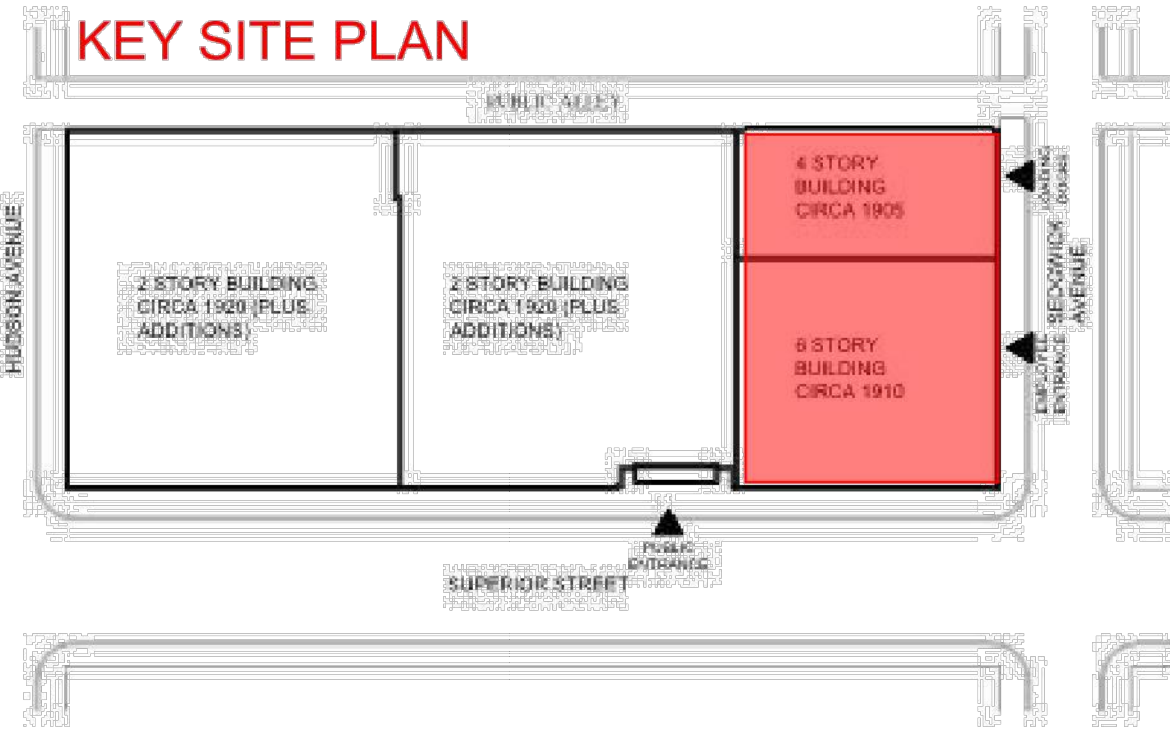 KEY SITE PLAN
PUBLIC ALLEY
4 STORY
BUILDING
CIRCA 1905
LOADING
DOCKS
HUDSON AVENUE
SEDGWICK
AVENUE
2 STORY BUILDING
CIRCA 1920 (PLUS
ADDITIONS)
2 STORY BUILDING
CIRCA 1920 (PLUS
ADDITIONS)
6 STORY
BUILDING
CIRCA 1910
EMPLOYEE
ENTRANCE
PUBLIC
ENTRANCE
SUPERIOR STREET